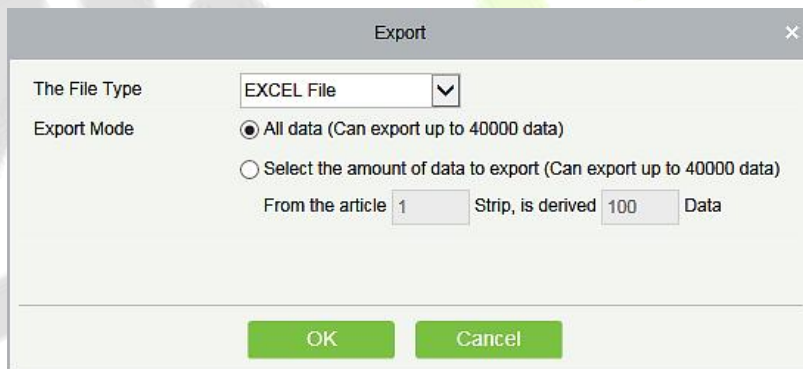 Export
The File Type EXCEL File
Export Mode All data (Can export up to 40000 data)
Select the amount of data to export (Can export up to 40000 data)
From the article 1 Strip, is derived 100 Data
OK Cancel